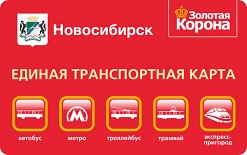 Новосибирск
Золотая
Корона
ЕДИНАЯ ТРАНСПОРТНАЯ КАРТА
автобус
метро
троллейбус
трамвай
экспресс-
пригород